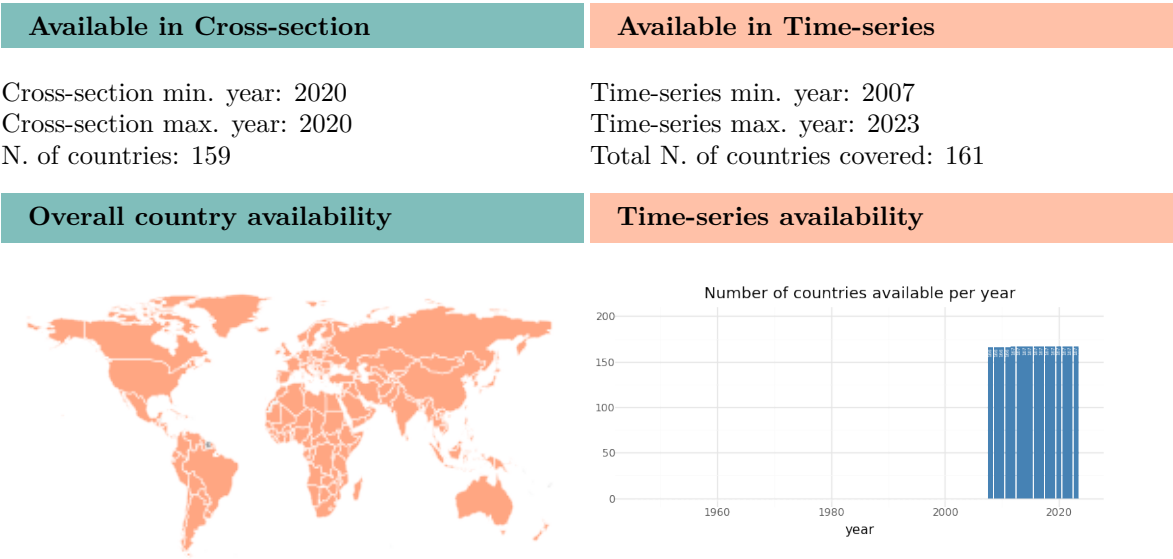 Available in Cross-section
Available in Time-series
Cross-section min. year: 2020
Cross-section max. year: 2020
N. of countries: 159
Time-series min. year: 2007
Time-series max. year: 2023
Total N. of countries covered: 161
Overall country availability
Time-series availability
Number of countries available per year
200
150
100
50
0
1960
1980
2000
2020
year